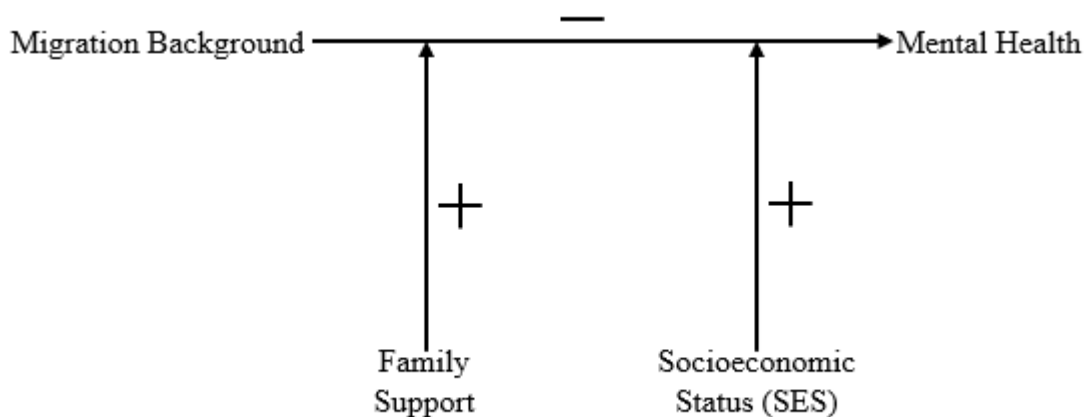 −
Migration Background
Mental Health
+
+
Family
Support
Socioeconomic
Status (SES)